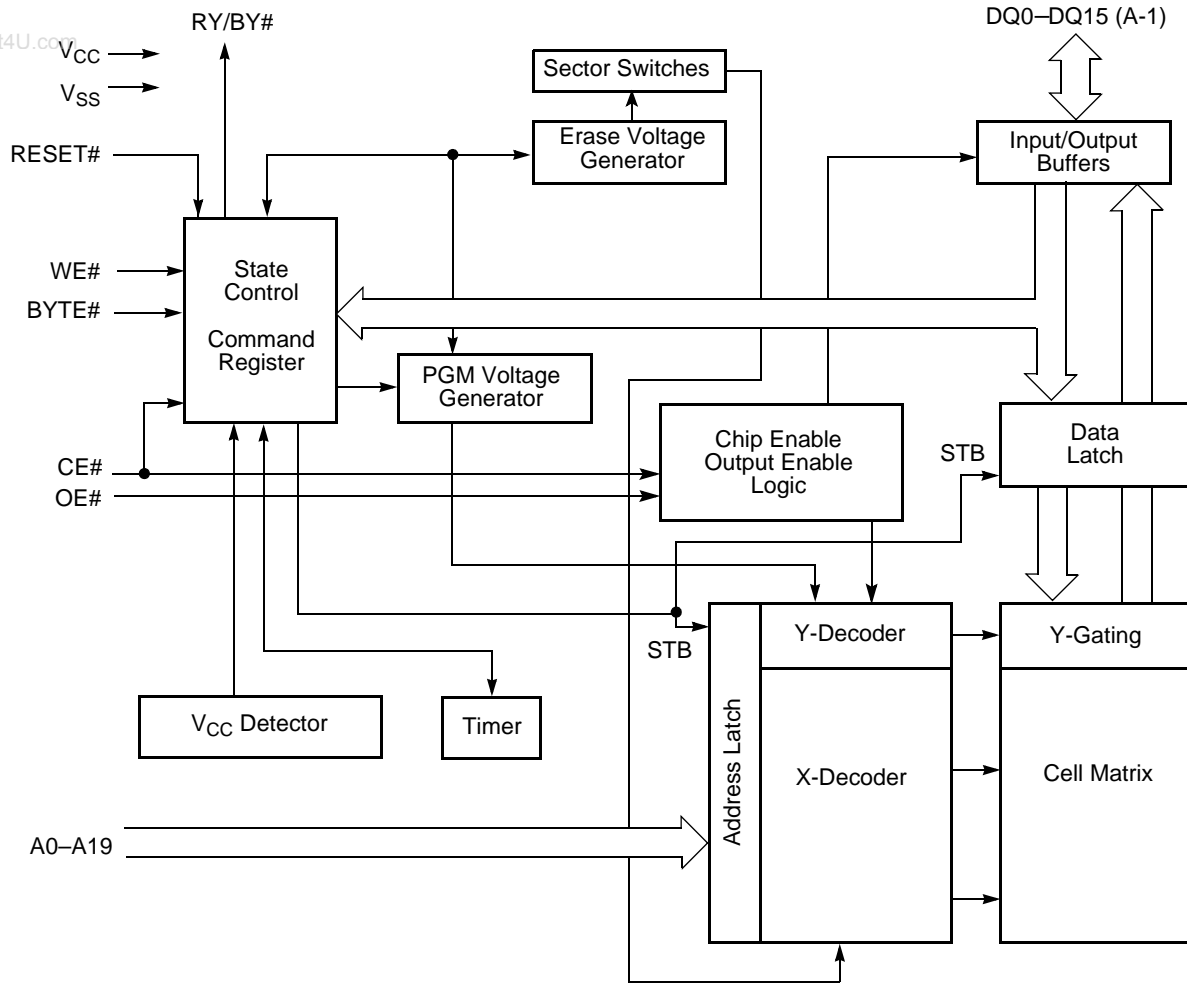 t4U.com
RY/BY#
DQ0–DQ15 (A-1)
VCC
VSS
Sector Switches
Erase Voltage
Generator
Input/Output
Buffers
RESET#
WE#
BYTE#
State
Control
Command
Register
PGM Voltage
Generator
Chip Enable
Output Enable
Logic
STB
Data
Latch
CE#
OE#
STB
Y-Decoder
Y-Gating
VCC Detector
Timer
Address Latch
X-Decoder
Cell Matrix
A0–A19